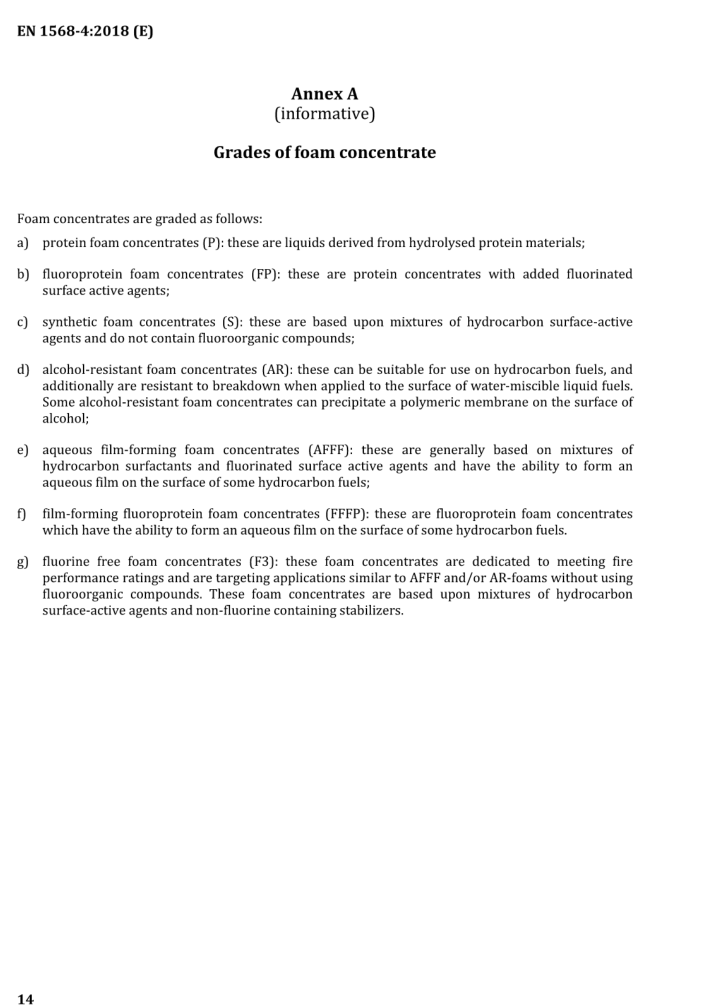 EN 1568-4:2018 (E)
Annex A
(informative)
Grades of foam concentrate
Foam concentrates are graded as follows:
a) protein foam concentrates (P): these are liquids derived from hydrolysed protein materials;
b) fluoroprotein foam concentrates (FP): these are protein concentrates with added fluorinated
surface active agents;
c) synthetic foam concentrates (S): these are based upon mixtures of hydrocarbon surface-active
agents and do not contain fluoroorganic compounds;
d) alcohol-resistant foam concentrates (AR): these can be suitable for use on hydrocarbon fuels, and
additionally are resistant to breakdown when applied to the surface of water-miscible liquid fuels.
Some alcohol-resistant foam concentrates can precipitate a polymeric membrane on the surface of
alcohol;
e) aqueous film-forming foam concentrates (AFFF): these are generally based on mixtures of
hydrocarbon surfactants and fluorinated surface active agents and have the ability to form an
aqueous film on the surface of some hydrocarbon fuels;
f) film-forming fluoroprotein foam concentrates (FFFP): these are fluoroprotein foam concentrates
which have the ability to form an aqueous film on the surface of some hydrocarbon fuels.
g) fluorine free foam concentrates (F3): these foam concentrates are dedicated to meeting fire
performance ratings and are targeting applications similar to AFFF and/or AR-foams without using
fluoroorganic compounds. These foam concentrates are based upon mixtures of hydrocarbon
surface-active agents and non-fluorine containing stabilizers.
14